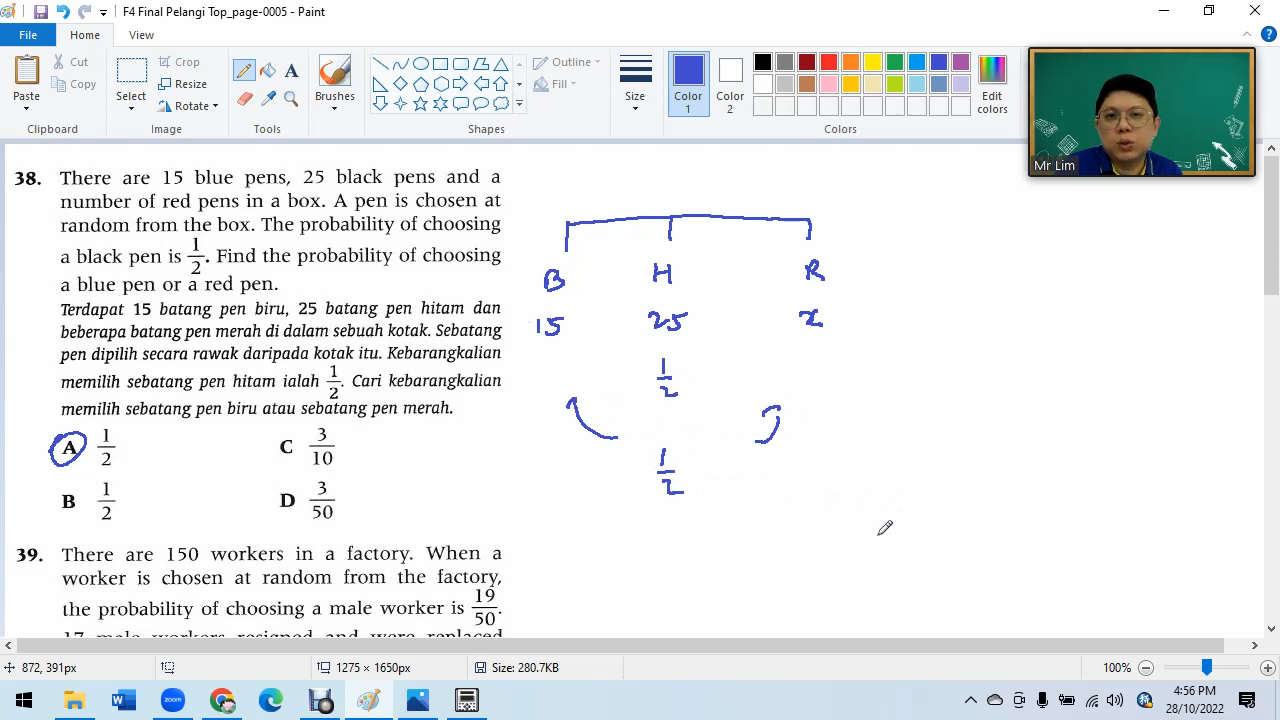 F4 Final Pelangi Top_page-0005 - Paint
File Home View
Paste Cut Copy Clipboard
Select Crop Resize Rotate Image
A Tools
Brushes
Outline Fill Shapes
Size
Color 1 Color 2 Edit colors Colors
Mr Lim
38. There are 15 blue pens, 25 black pens and a
number of red pens in a box. A pen is chosen at
random from the box. The probability of choosing
a black pen is 1/2. Find the probability of choosing
a blue pen or a red pen.
Terdapat 15 batang pen biru, 25 batang pen hitam dan
beberapa batang pen merah di dalam sebuah kotak. Sebatang
pen dipilih secara rawak daripada kotak itu. Kebarangkalian
memilih sebatang pen hitam ialah 1/2. Cari kebarangkalian
memilih sebatang pen biru atau sebatang pen merah.
A 1/2 C 3/10
B 1/2 D 3/50
39. There are 150 workers in a factory. When a
worker is chosen at random from the factory,
the probability of choosing a male worker is 19/50.
17 male workers resigned and were replaced
B H R
15 25 x
1/2
1/2
872, 391px 1275 × 1650px Size: 280.7KB 100%
zoom
4:56 PM
28/10/2022